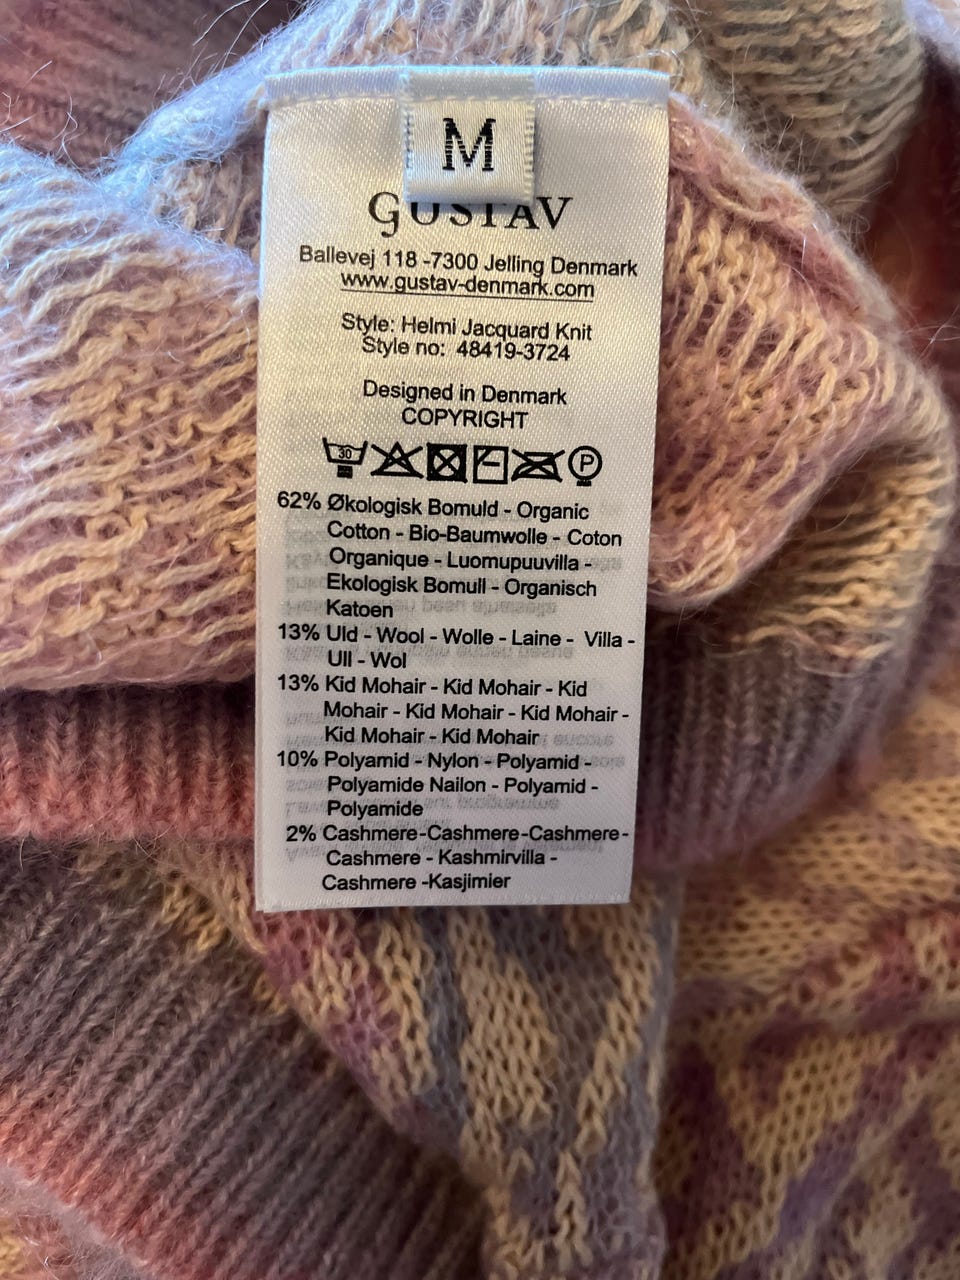 M
GUSTAV
Ballevej 118 -7300 Jelling Denmark
www.gustav-denmark.com
Style: Helmi Jacquard Knit
Style no: 48419-3724
Designed in Denmark
COPYRIGHT
30 P
62% Økologisk Bomuld - Organic
Cotton - Bio-Baumwolle - Coton
Organique - Luomupuuvilla -
Ekologisk Bomull - Organisch
Katoen
13% Uld - Wool - Wolle - Laine - Villa -
Ull - Wol
13% Kid Mohair - Kid Mohair - Kid
Mohair - Kid Mohair - Kid Mohair -
Kid Mohair - Kid Mohair
10% Polyamid - Nylon - Polyamid -
Polyamide Nailon - Polyamid -
Polyamide
2% Cashmere-Cashmere-Cashmere-
Cashmere - Kashmirvilla -
Cashmere -Kasjimier